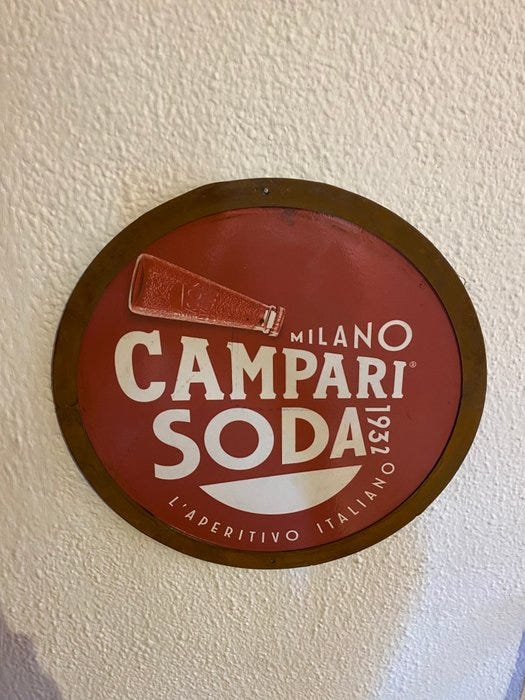 MILANO
CAMPARI®
SODA
1932
L'APERITIVO ITALIANO